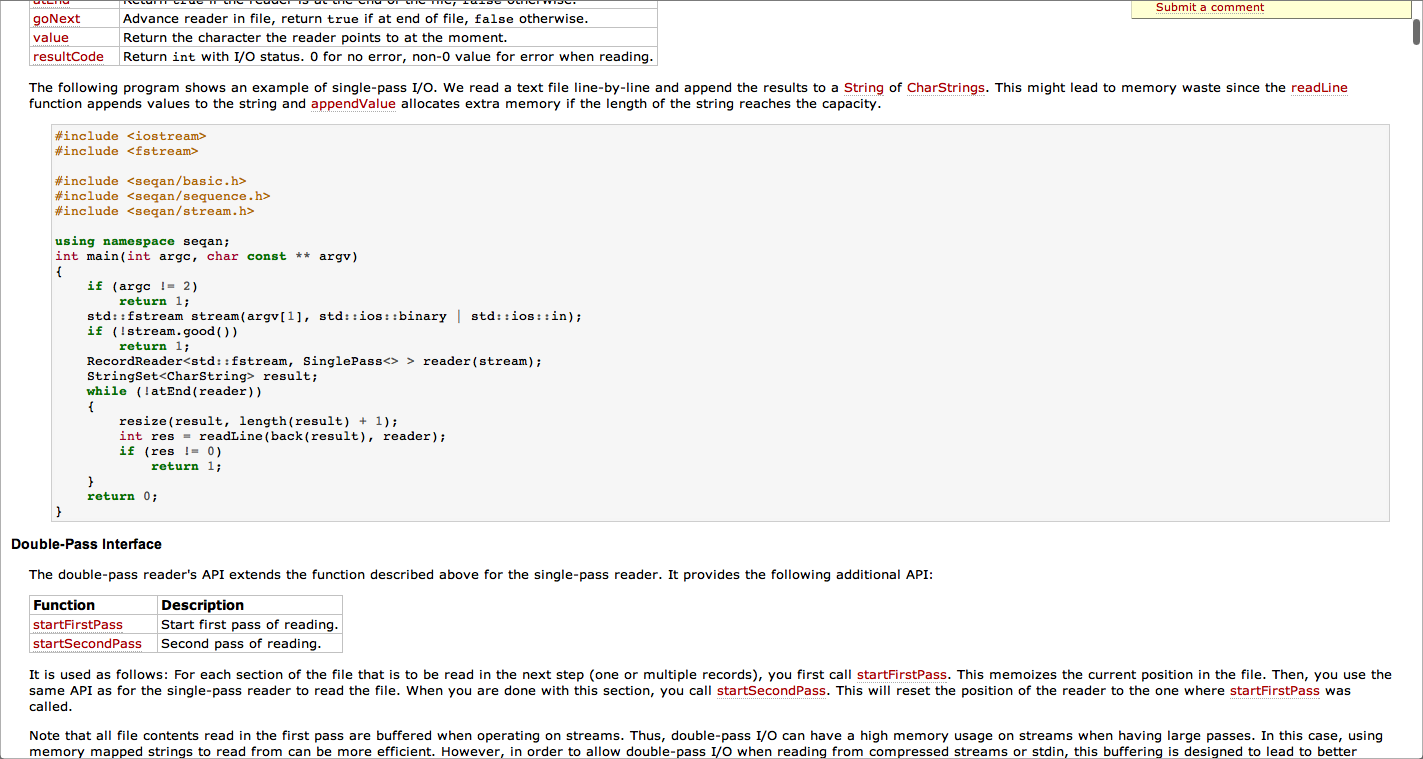 atEnd Return true if the reader is at the end of the file, false otherwise.
Submit a comment
goNext Advance reader in file, return true if at end of file, false otherwise.
value Return the character the reader points to at the moment.
resultCode Return int with I/O status. 0 for no error, non-0 value for error when reading.
The following program shows an example of single-pass I/O. We read a text file line-by-line and append the results to a String of CharStrings. This might lead to memory waste since the readLine
function appends values to the string and appendValue allocates extra memory if the length of the string reaches the capacity.
#include <iostream>
#include <fstream>
#include <seqan/basic.h>
#include <seqan/sequence.h>
#include <seqan/stream.h>
using namespace seqan;
int main(int argc, char const ** argv)
{
    if (argc != 2)
        return 1;
    std::fstream stream(argv[1], std::ios::binary | std::ios::in);
    if (!stream.good())
        return 1;
    RecordReader<std::fstream, SinglePass<> > reader(stream);
    StringSet<CharString> result;
    while (!atEnd(reader))
    {
        resize(result, length(result) + 1);
        int res = readLine(back(result), reader);
        if (res != 0)
            return 1;
    }
    return 0;
}
Double-Pass Interface
The double-pass reader's API extends the function described above for the single-pass reader. It provides the following additional API:
Function Description
startFirstPass Start first pass of reading.
startSecondPass Second pass of reading.
It is used as follows: For each section of the file that is to be read in the next step (one or multiple records), you first call startFirstPass. This memoizes the current position in the file. Then, you use the
same API as for the single-pass reader to read the file. When you are done with this section, you call startSecondPass. This will reset the position of the reader to the one where startFirstPass was
called.
Note that all file contents read in the first pass are buffered when operating on streams. Thus, double-pass I/O can have a high memory usage on streams when having large passes. In this case, using
memory mapped strings to read from can be more efficient. However, in order to allow double-pass I/O when reading from compressed streams or stdin, this buffering is designed to lead to better